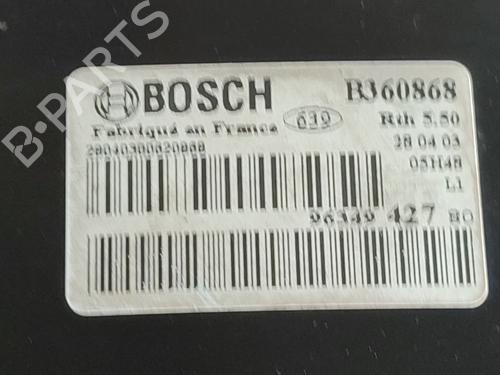 BOSCH B360868
Fabriqué en France 639 Rth 5,50
28040300620868 28 04 03
05H48
L1
96349 427 80
B-PARTS